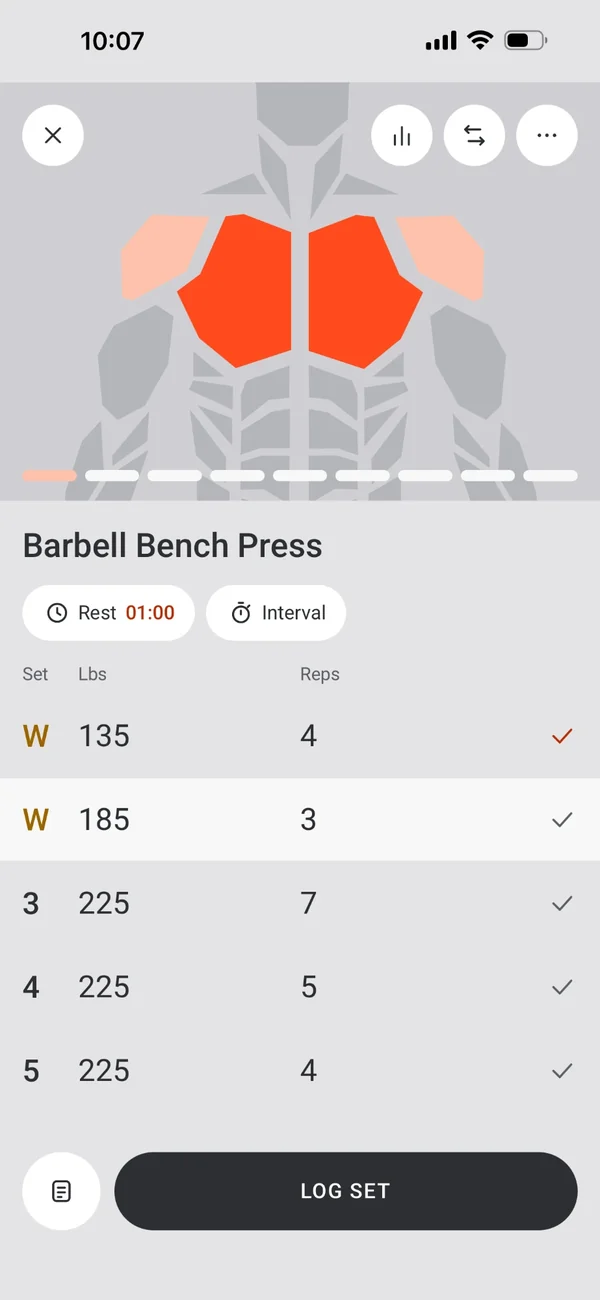 10:07
Barbell Bench Press
Rest 01:00 Interval
Set Lbs Reps
W 135 4
W 185 3
3 225 7
4 225 5
5 225 4
LOG SET